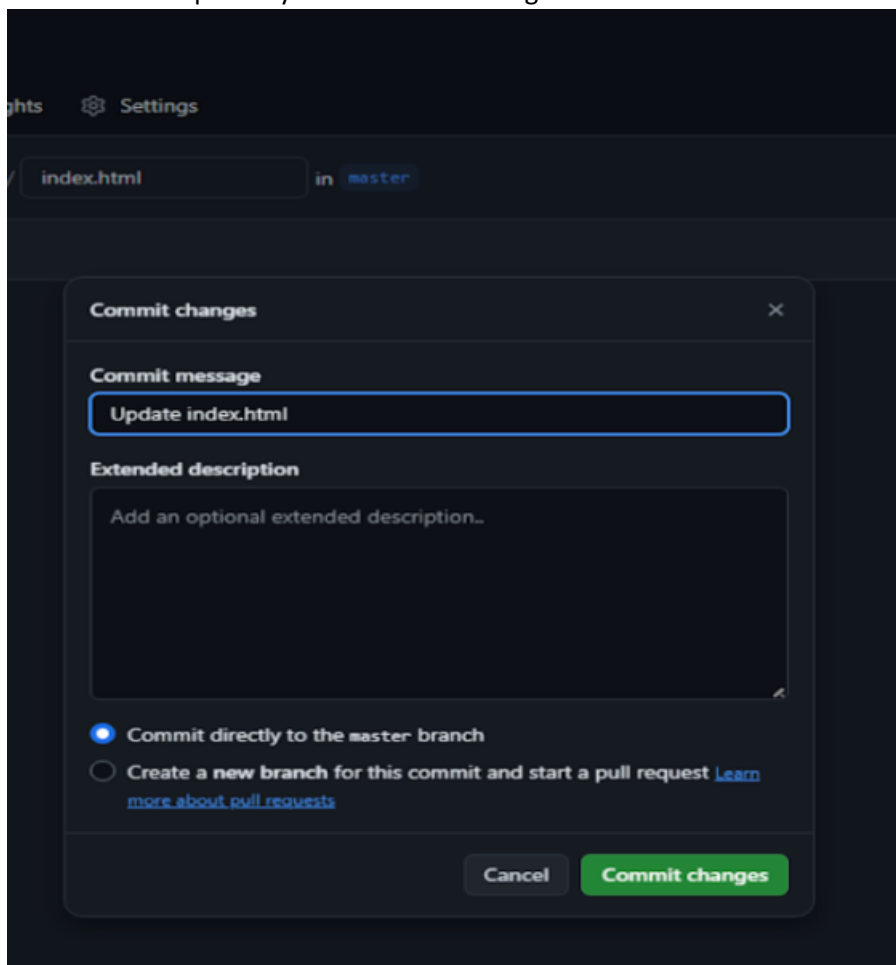 ghts Settings
/ index.html in master
Commit changes
Commit message
Update index.html
Extended description
Add an optional extended description..
Commit directly to the master branch
Create a new branch for this commit and start a pull request Learn
more about pull requests
Cancel Commit changes